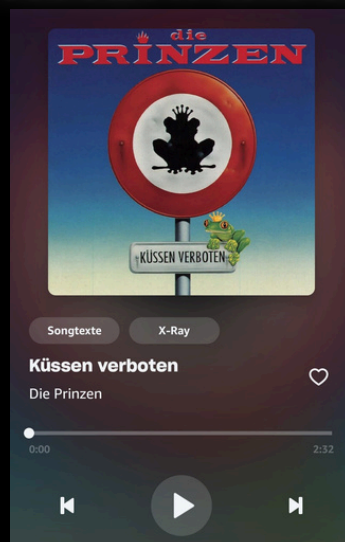 die
PRINZEN
KÜSSEN VERBOTEN
Songtexte X-Ray
Küssen verboten
Die Prinzen
0:00 2:32